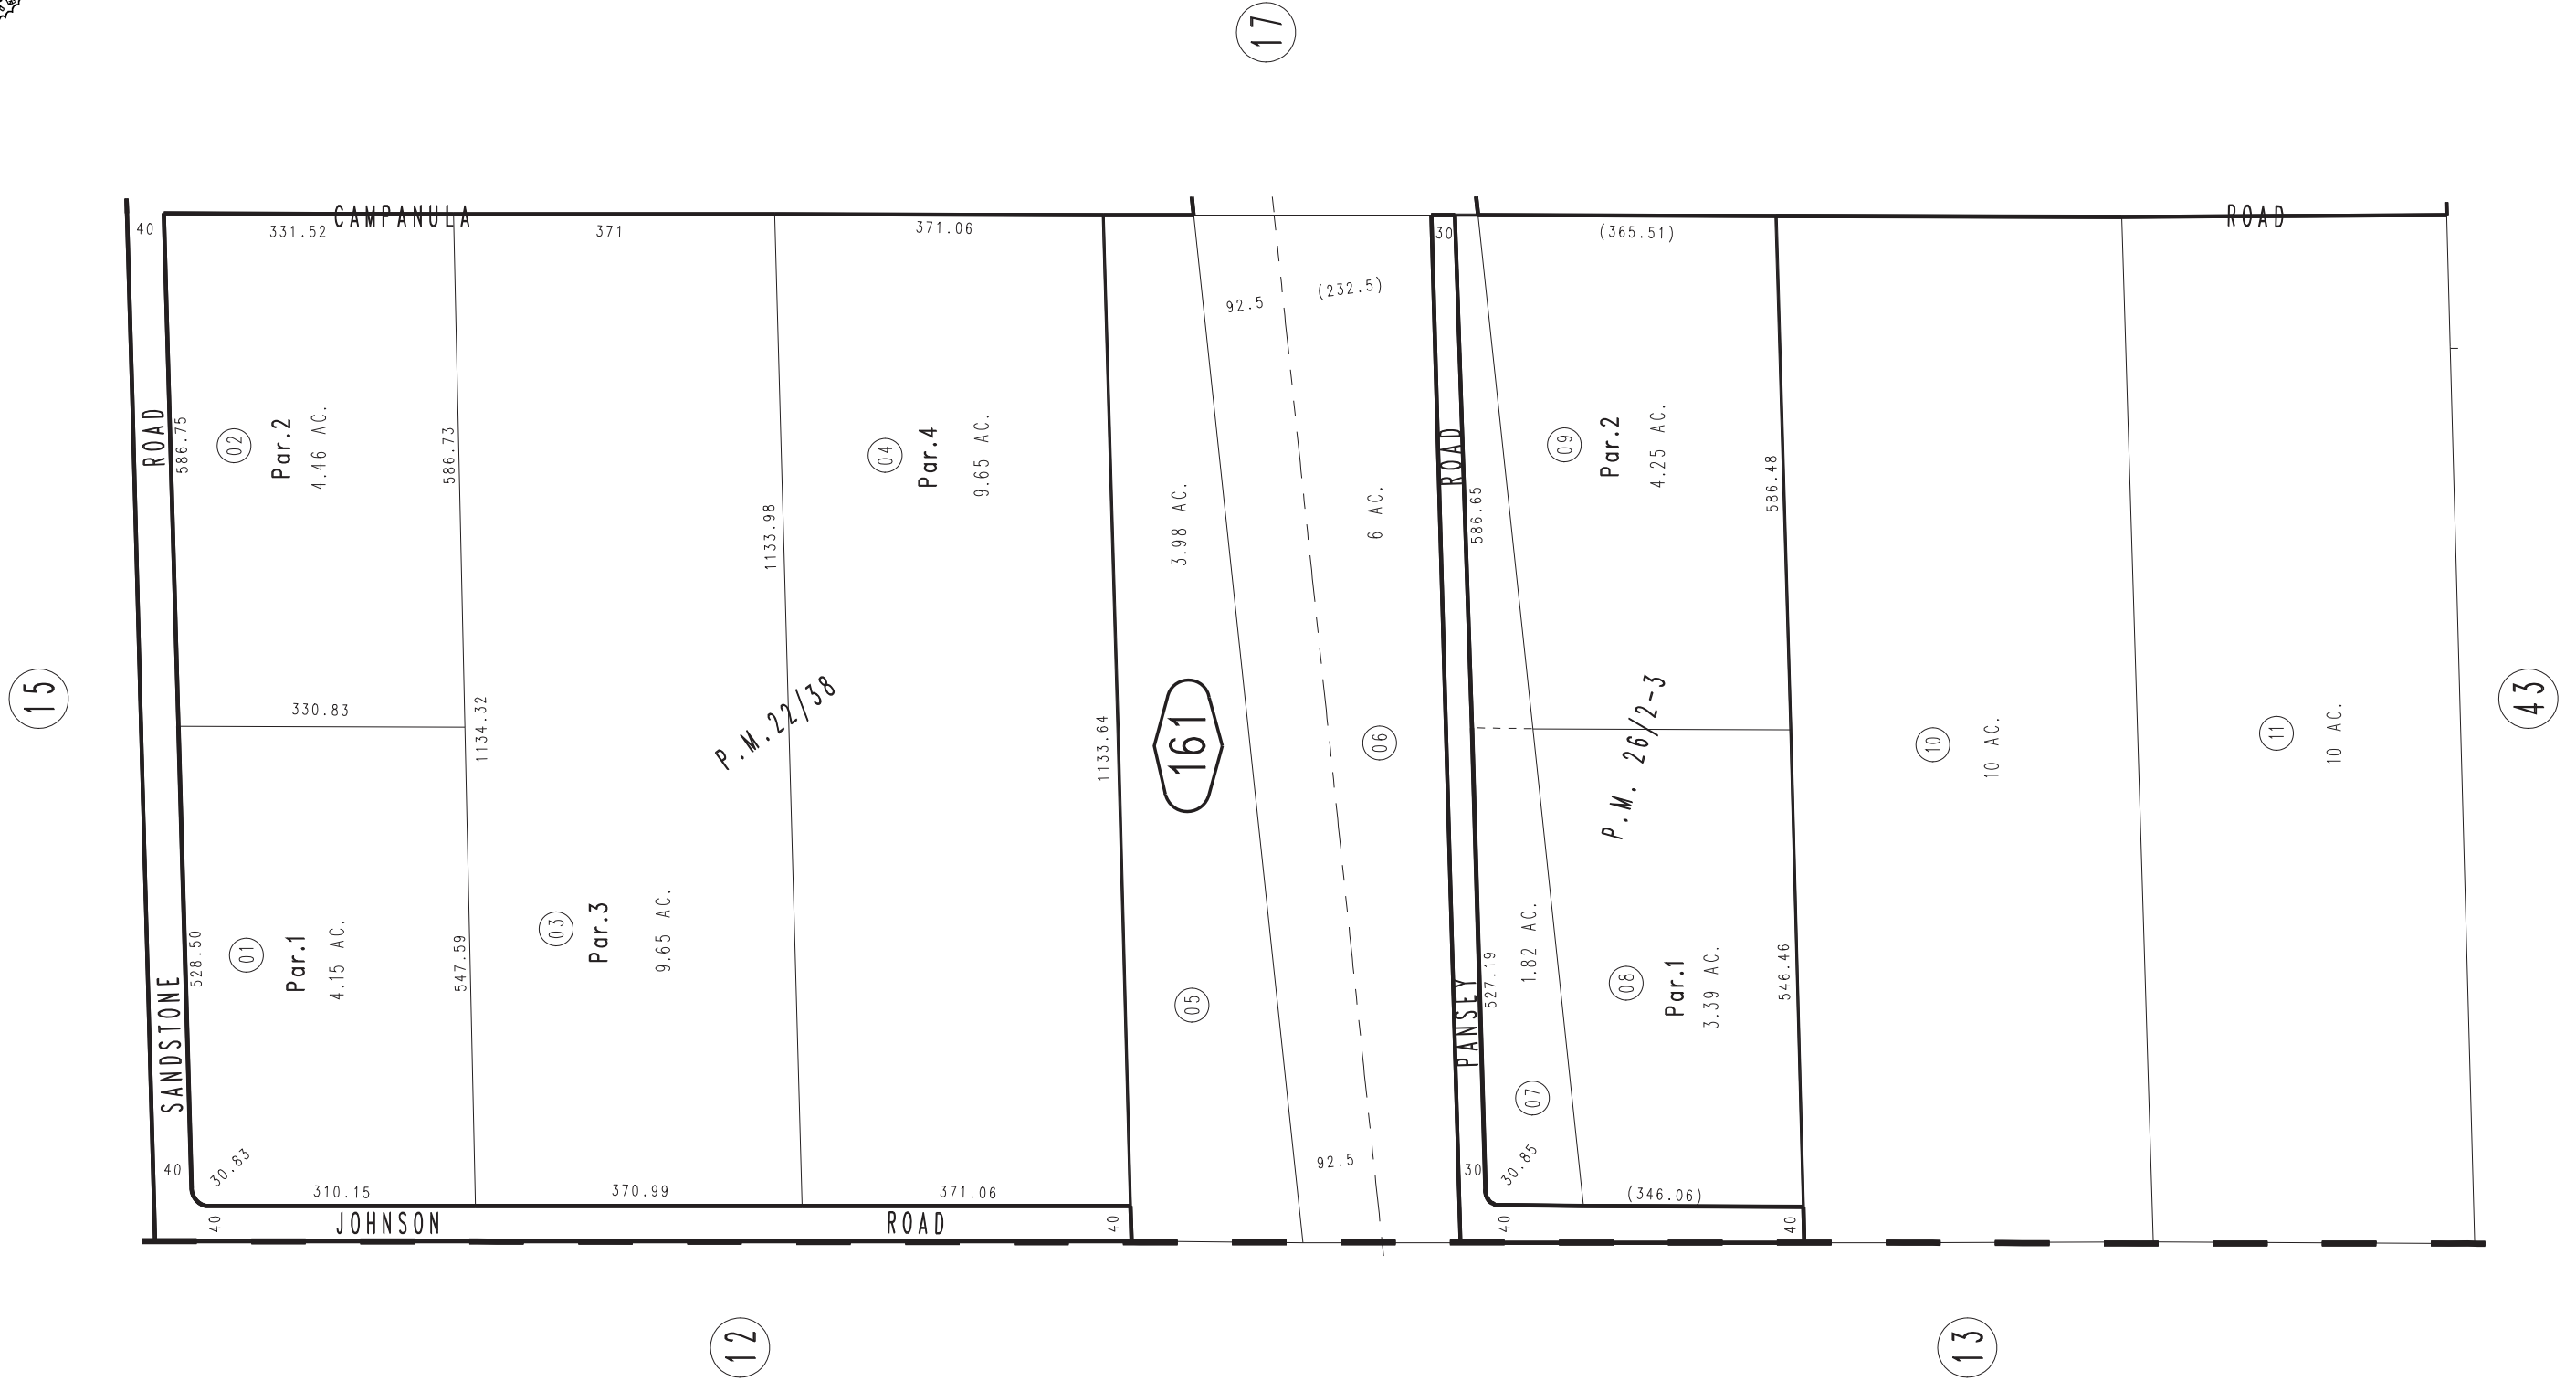 17
CAMPANULA
ROAD
40
331.52
371
371.06
30
(365.51)
92.5
(232.5)
ROAD
586.75
02
Par.2
4.46 AC.
586.73
1133.98
04
Par.4
9.65 AC.
3.98 AC.
6 AC.
ROAD
586.65
09
Par.2
4.25 AC.
586.48
15
330.83
1134.32
P.M.22/38
1133.64
161
06
P.M. 26/2-3
10
10 AC.
11
10 AC.
43
SANDSTONE
528.50
01
Par.1
4.15 AC.
547.59
03
Par.3
9.65 AC.
05
PANSEY
527.19
1.82 AC.
07
08
Par.1
3.39 AC.
546.46
40
30.83
310.15
370.99
371.06
92.5
30
30.85
(346.06)
40
JOHNSON
ROAD
40
40
40
12
13